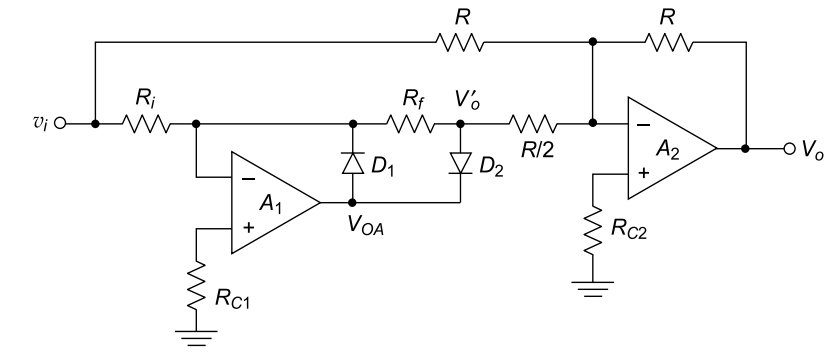 R R
v_i R_i R_f V'_o R/2 − A_2 V_o
D_1 D_2 +
− A_1 +
V_OA
R_C2
R_C1